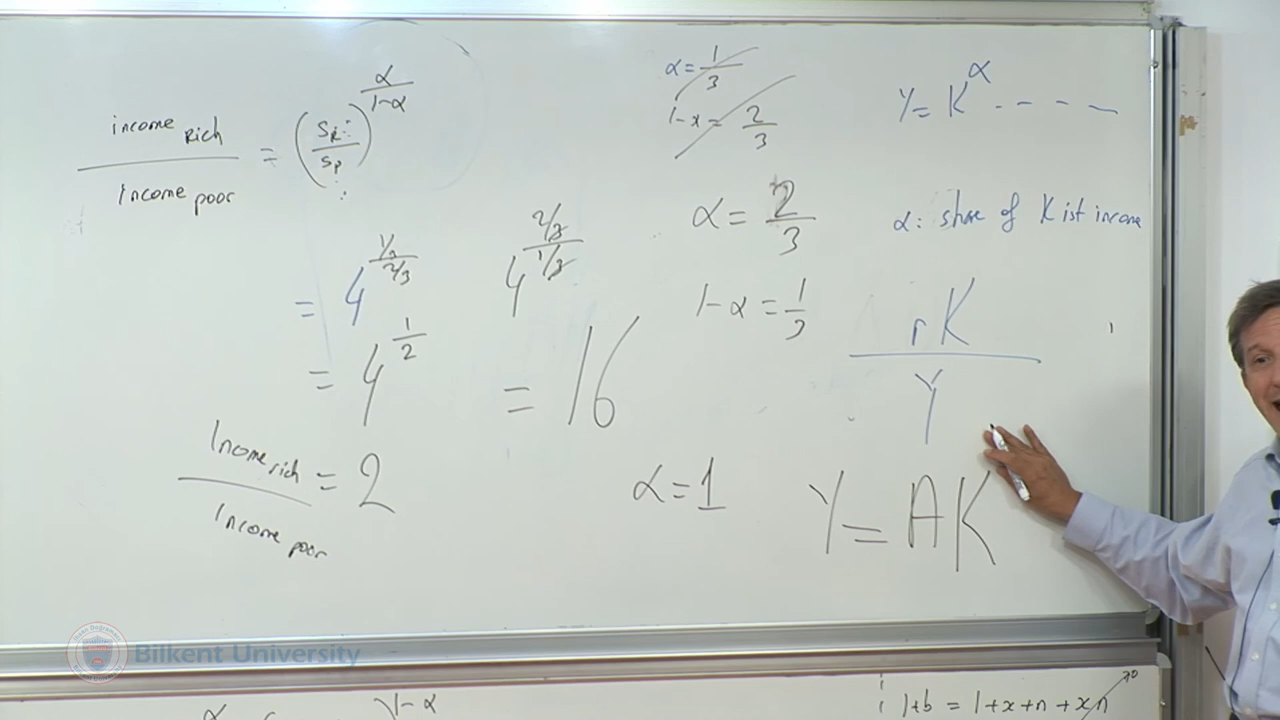 income rich / income poor = (s_R / s_p)^(α/(1-α))
= 4^((1/3)/(2/3))
= 4^(1/2)
Income rich / Income poor = 2
4^((2/3)/(1/3))
= 16
α = 1/3
1-α = 2/3
α = 2/3
1-α = 1/3
α = 1
Y = K^α - - - -
α: share of K ist income
rK / Y
Y = AK
Bilkent University
1-α
1+b = 1+x+n+xn